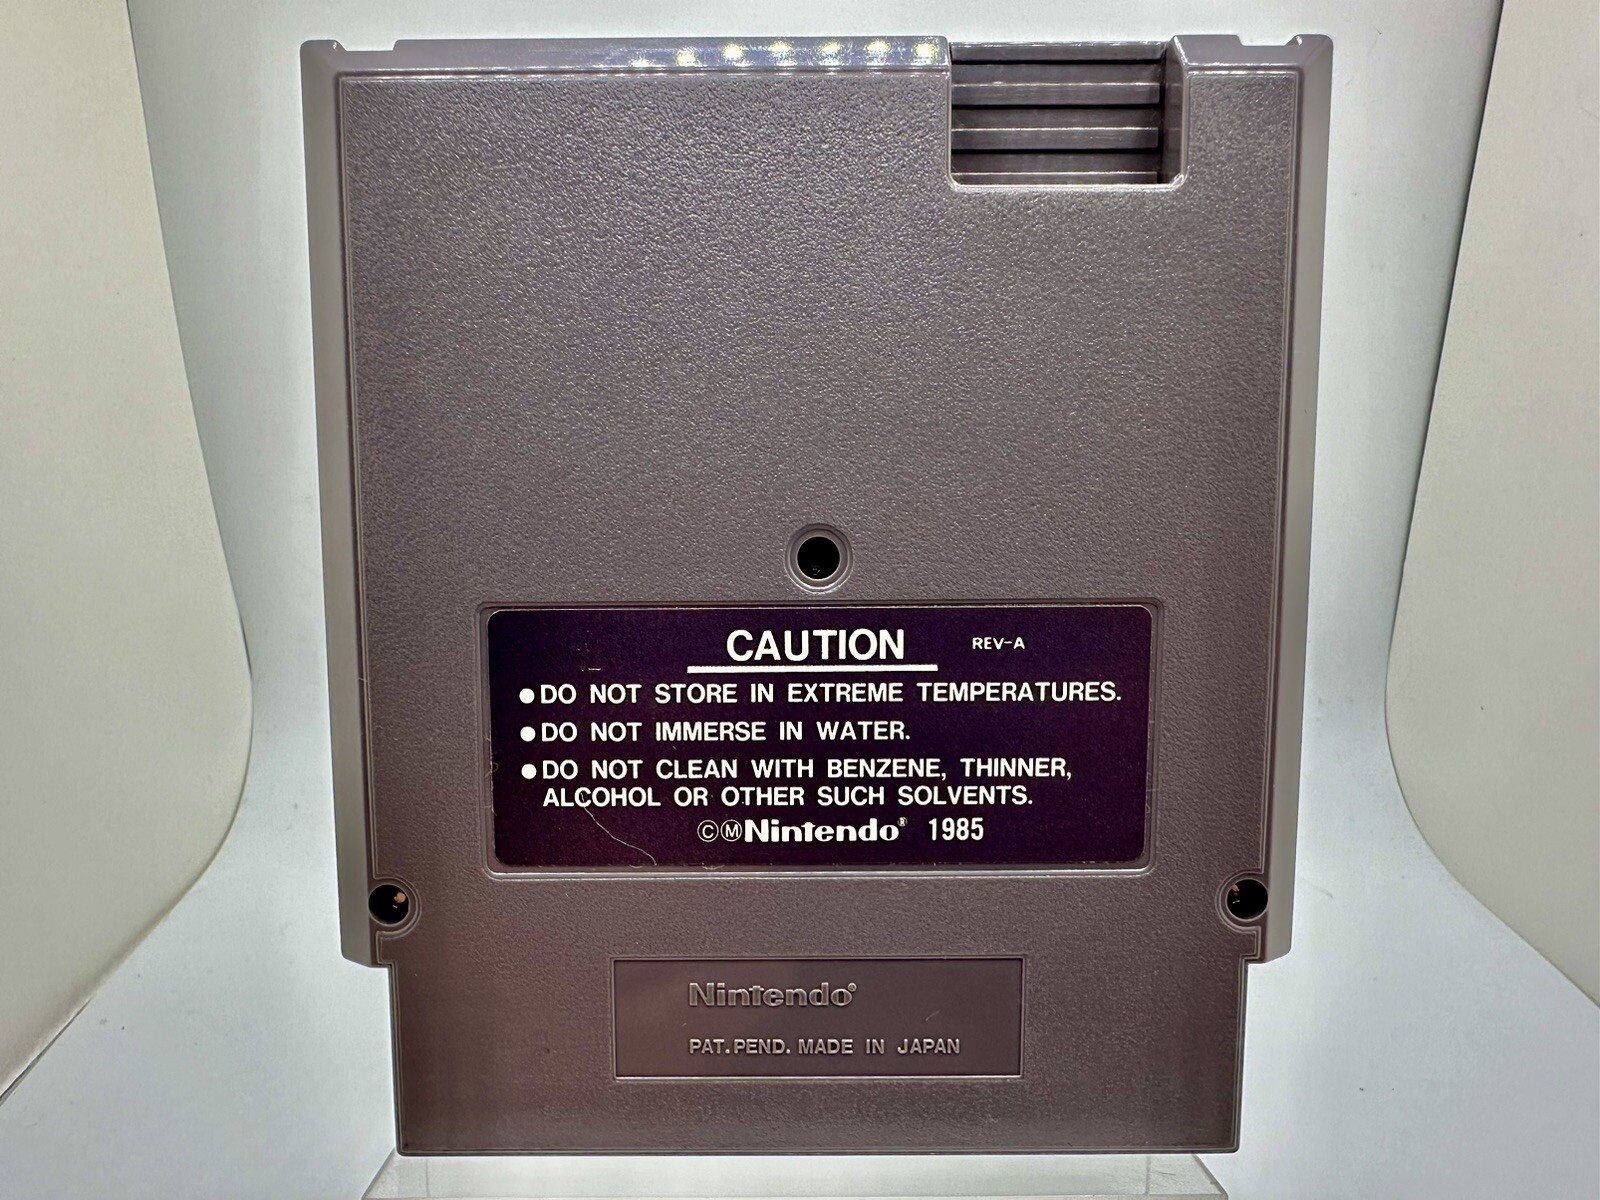 CAUTION REV-A
●DO NOT STORE IN EXTREME TEMPERATURES.
●DO NOT IMMERSE IN WATER.
●DO NOT CLEAN WITH BENZENE, THINNER,
ALCOHOL OR OTHER SUCH SOLVENTS.
©ⓂNintendo® 1985
Nintendo®
PAT. PEND. MADE IN JAPAN